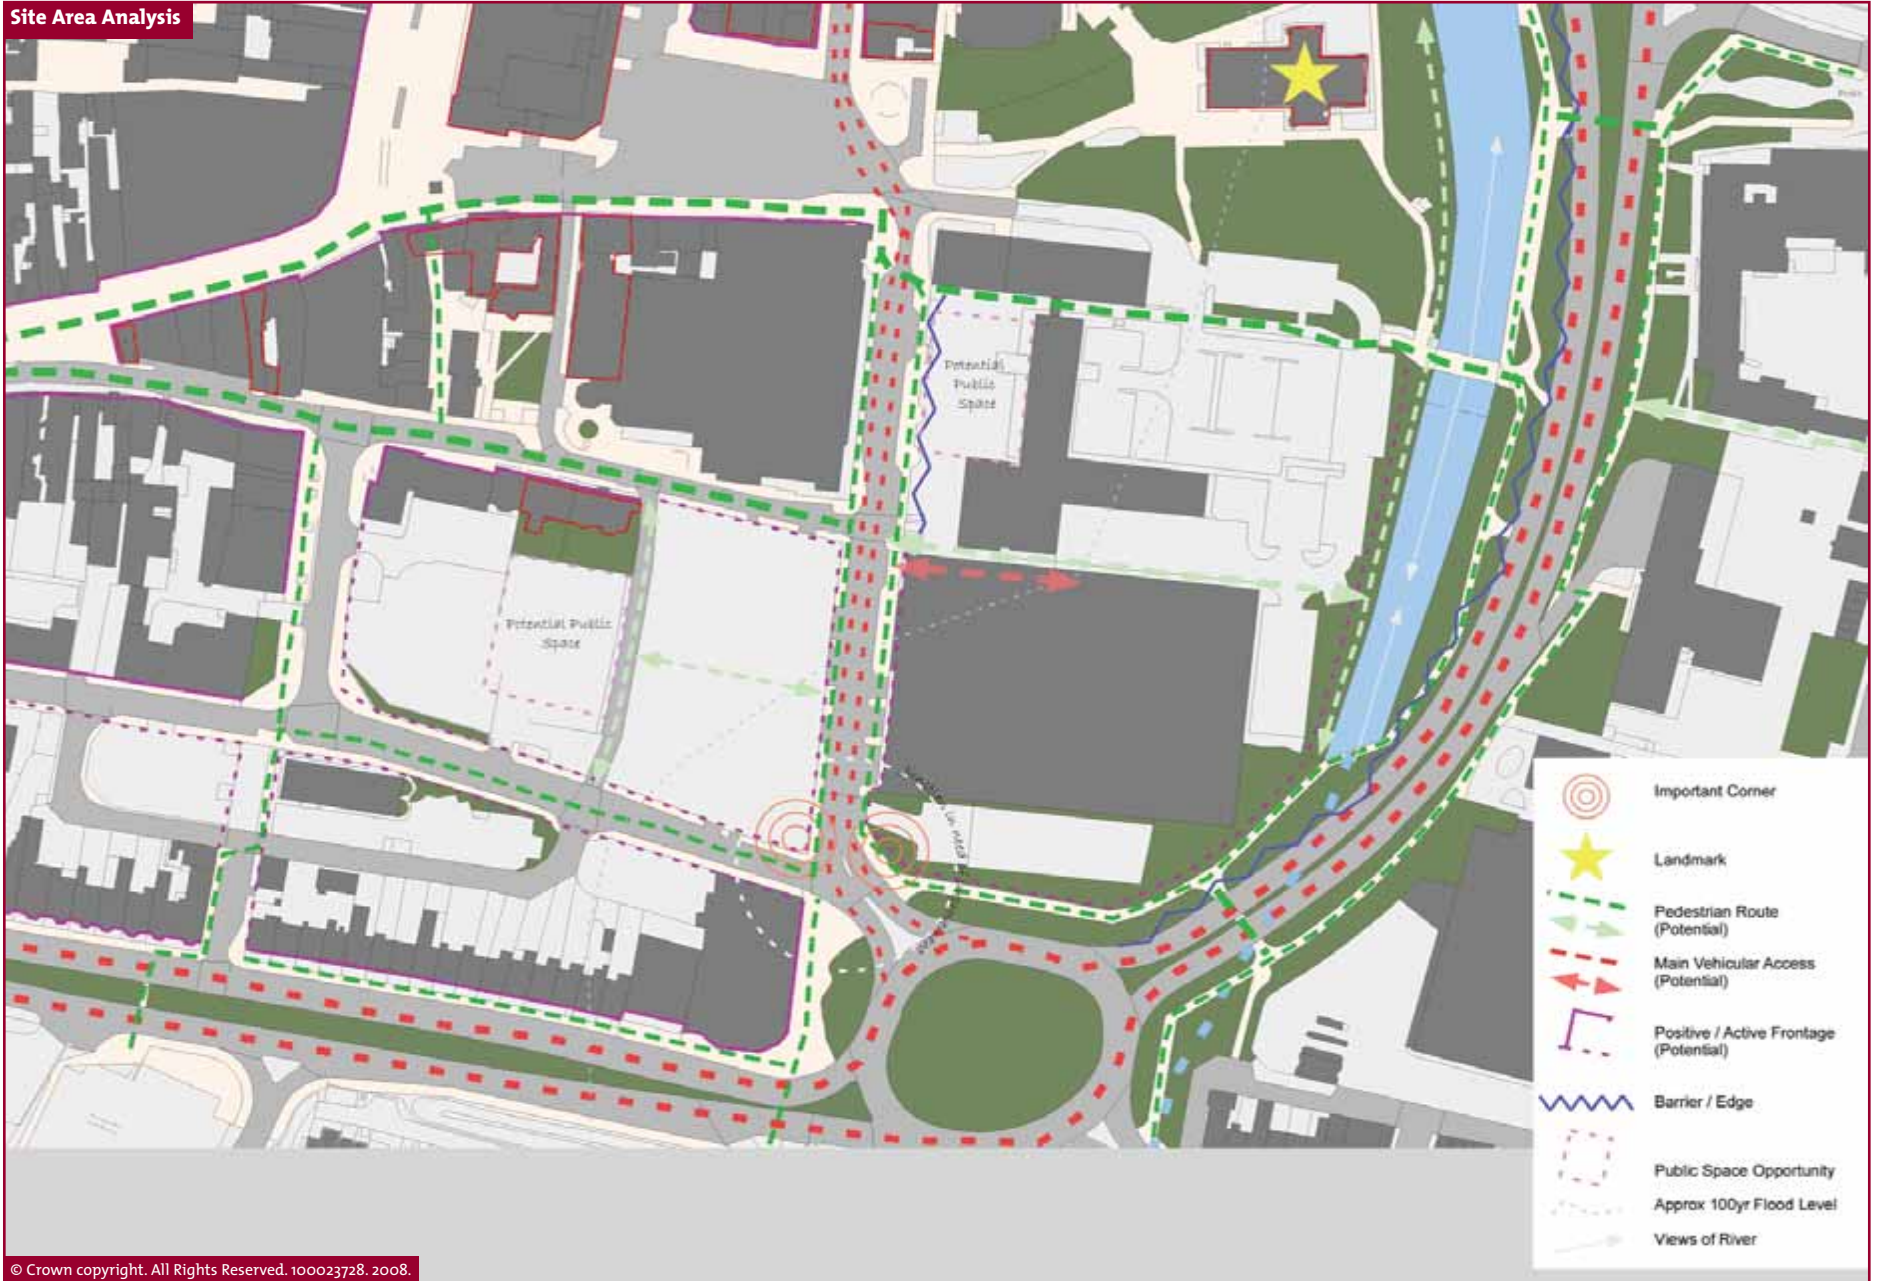 Site Area Analysis
Potential
Public
Space
Potential Public
Space
in need
Important Corner
Landmark
Pedestrian Route
(Potential)
Main Vehicular Access
(Potential)
Positive / Active Frontage
(Potential)
Barrier / Edge
Public Space Opportunity
Approx 100yr Flood Level
Views of River
© Crown copyright. All Rights Reserved. 100023728. 2008.